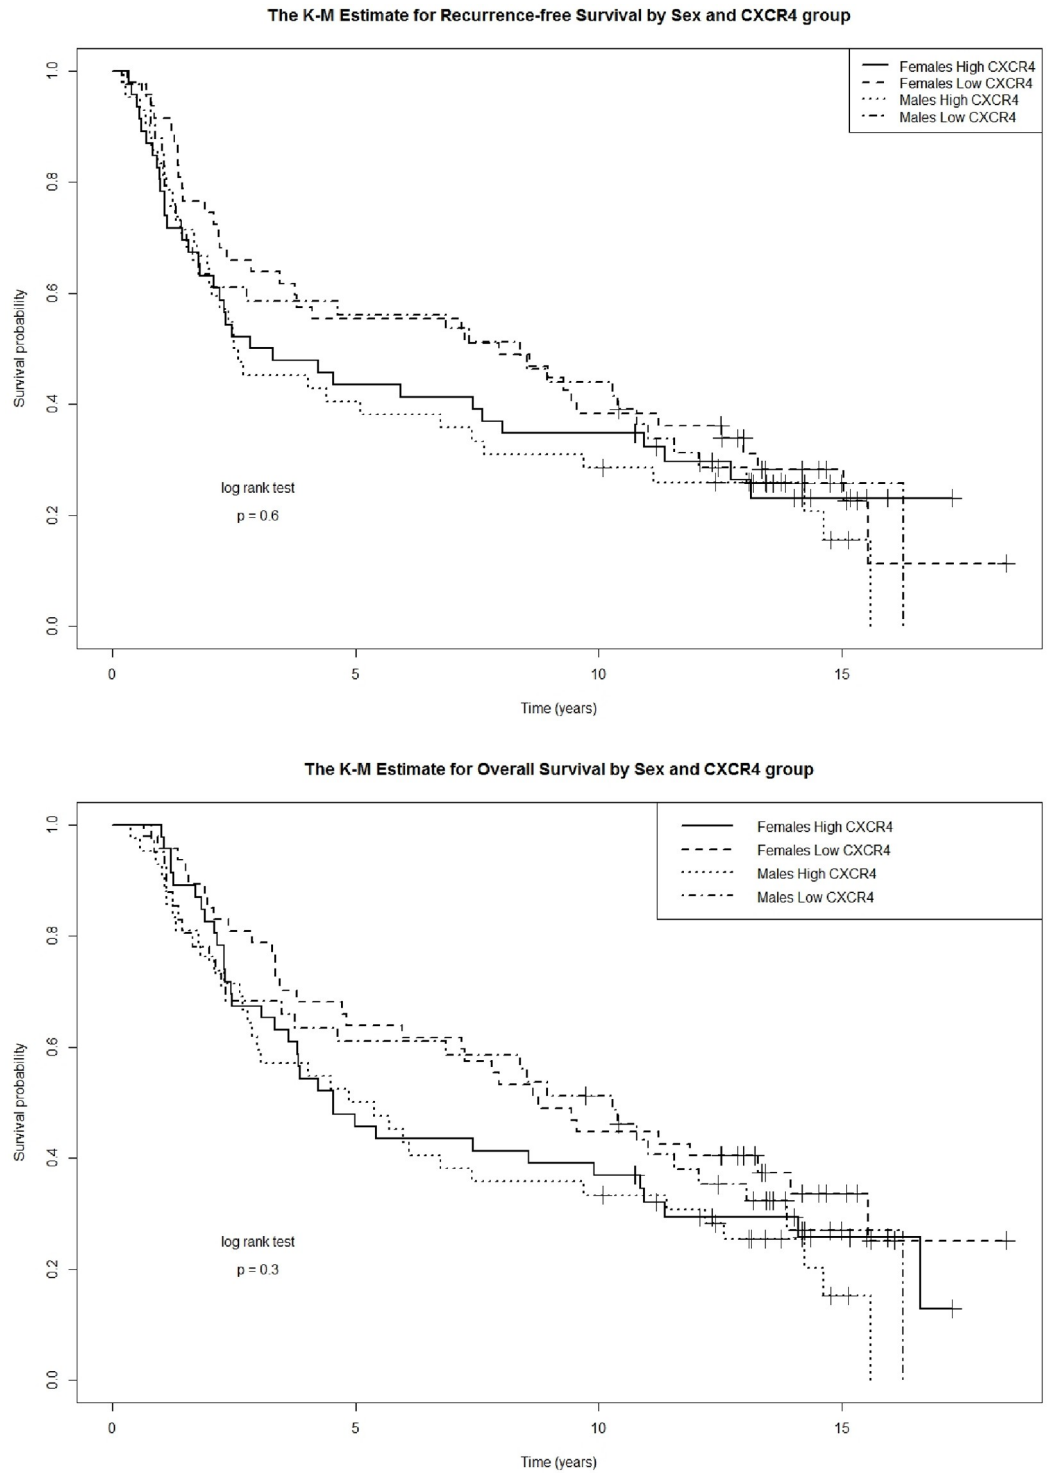 The K-M Estimate for Recurrence-free Survival by Sex and CXCR4 group
Females High CXCR4
Females Low CXCR4
Males High CXCR4
Males Low CXCR4
1.0
0.8
0.6
0.4
0.2
0.0
Survival probability
log rank test
p = 0.6
0 5 10 15
Time (years)
The K-M Estimate for Overall Survival by Sex and CXCR4 group
Females High CXCR4
Females Low CXCR4
Males High CXCR4
Males Low CXCR4
1.0
0.8
0.6
0.4
0.2
0.0
Survival probability
log rank test
p = 0.3
0 5 10 15
Time (years)